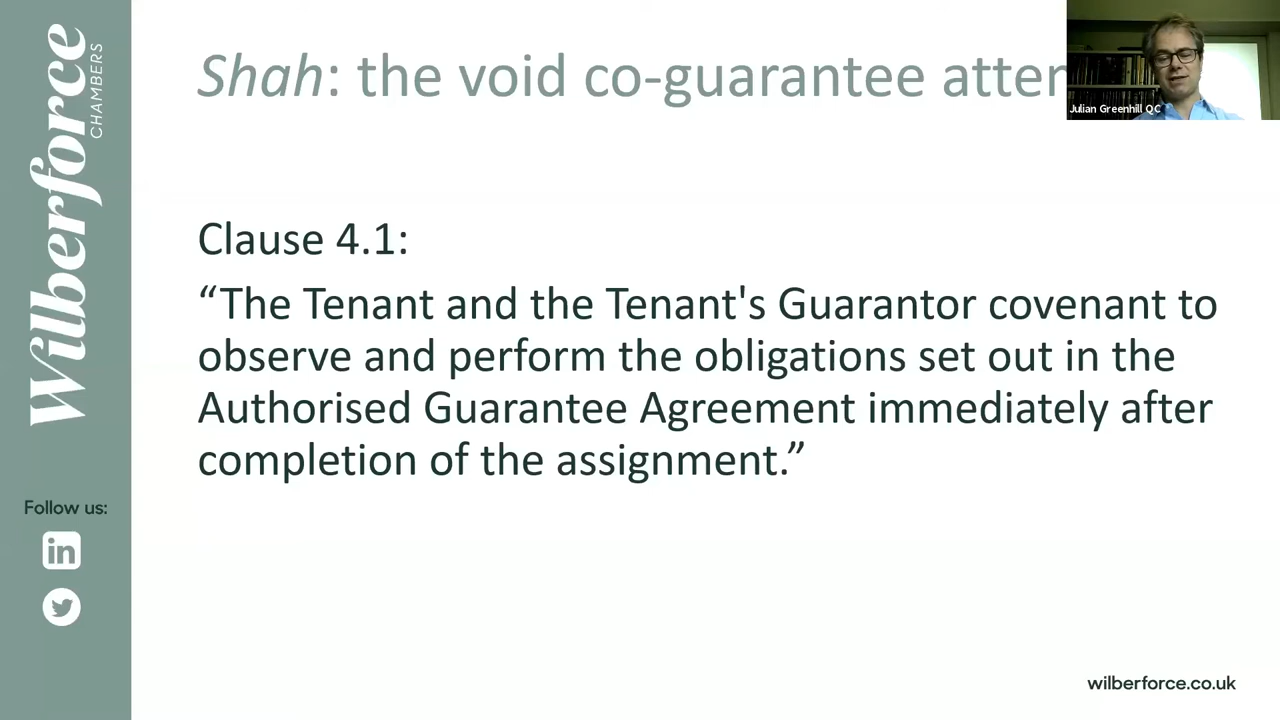 Wilberforce
CHAMBERS
Shah: the void co-guarantee
Julian Greenhill QC
Clause 4.1:
“The Tenant and the Tenant's Guarantor covenant to
observe and perform the obligations set out in the
Authorised Guarantee Agreement immediately after
completion of the assignment.”
Follow us:
in
wilberforce.co.uk